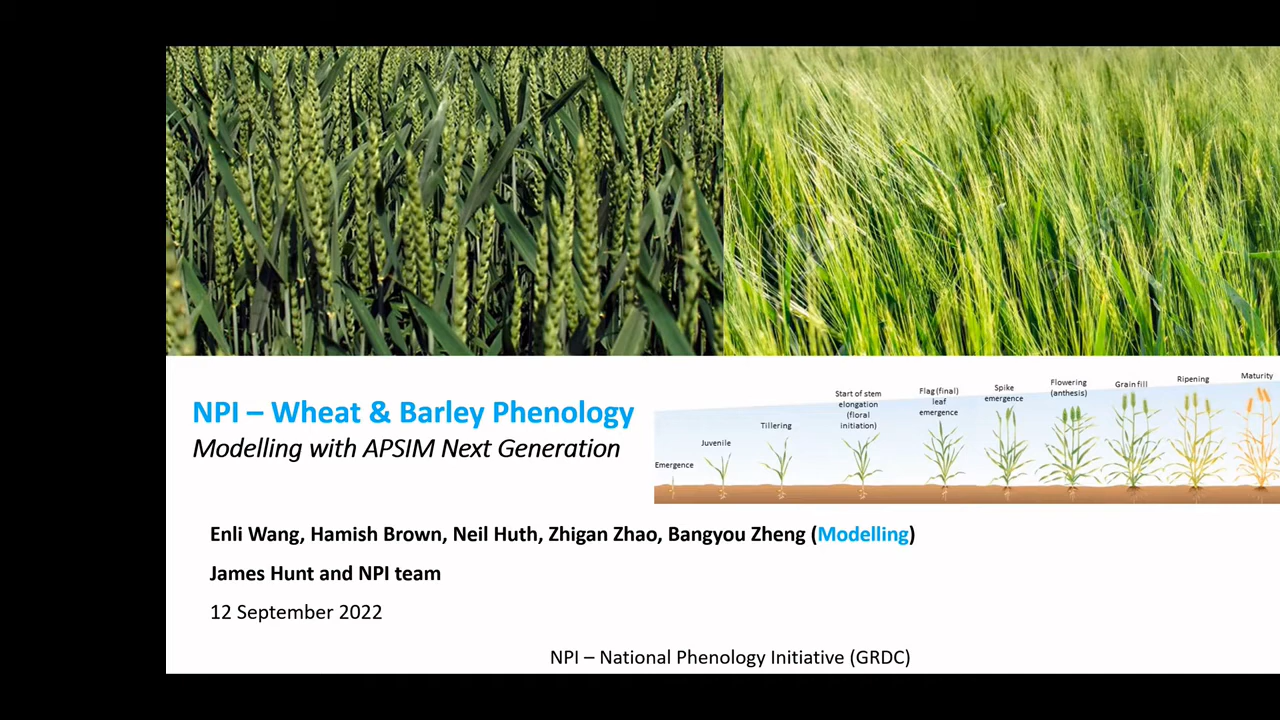 NPI – Wheat & Barley Phenology
Modelling with APSIM Next Generation
Emergence
Juvenile
Tillering
Start of stem
elongation
(floral
initiation)
Flag (final)
leaf
emergence
Spike
emergence
Flowering
(anthesis)
Grain fill
Ripening
Maturity
Enli Wang, Hamish Brown, Neil Huth, Zhigan Zhao, Bangyou Zheng (Modelling)
James Hunt and NPI team
12 September 2022
NPI – National Phenology Initiative (GRDC)